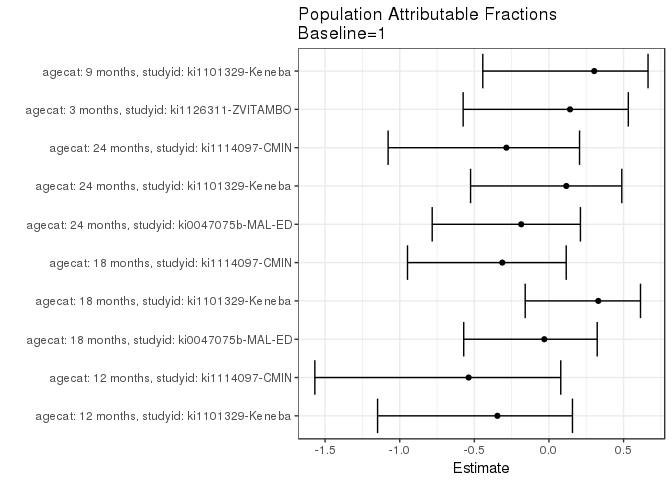 Population Attributable Fractions
Baseline=1
agecat: 9 months, studyid: ki1101329-Keneba
agecat: 3 months, studyid: ki1126311-ZVITAMBO
agecat: 24 months, studyid: ki1114097-CMIN
agecat: 24 months, studyid: ki1101329-Keneba
agecat: 24 months, studyid: ki0047075b-MAL-ED
agecat: 18 months, studyid: ki1114097-CMIN
agecat: 18 months, studyid: ki1101329-Keneba
agecat: 18 months, studyid: ki0047075b-MAL-ED
agecat: 12 months, studyid: ki1114097-CMIN
agecat: 12 months, studyid: ki1101329-Keneba
-1.5 -1.0 -0.5 0.0 0.5
Estimate